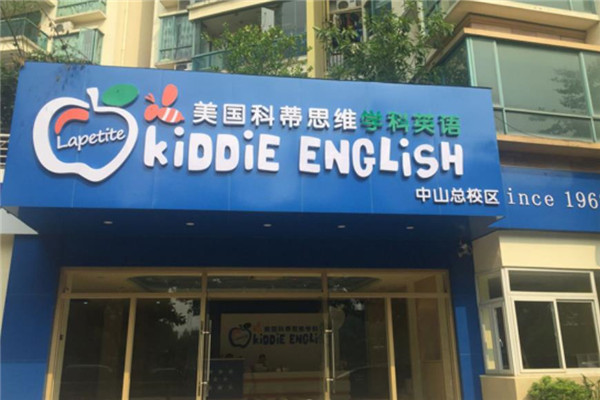 美国科蒂思维学科英语
Lapetite
KiDDiE ENGLiSH
中山总校区
ince 196
KiDDiE ENGLiSH